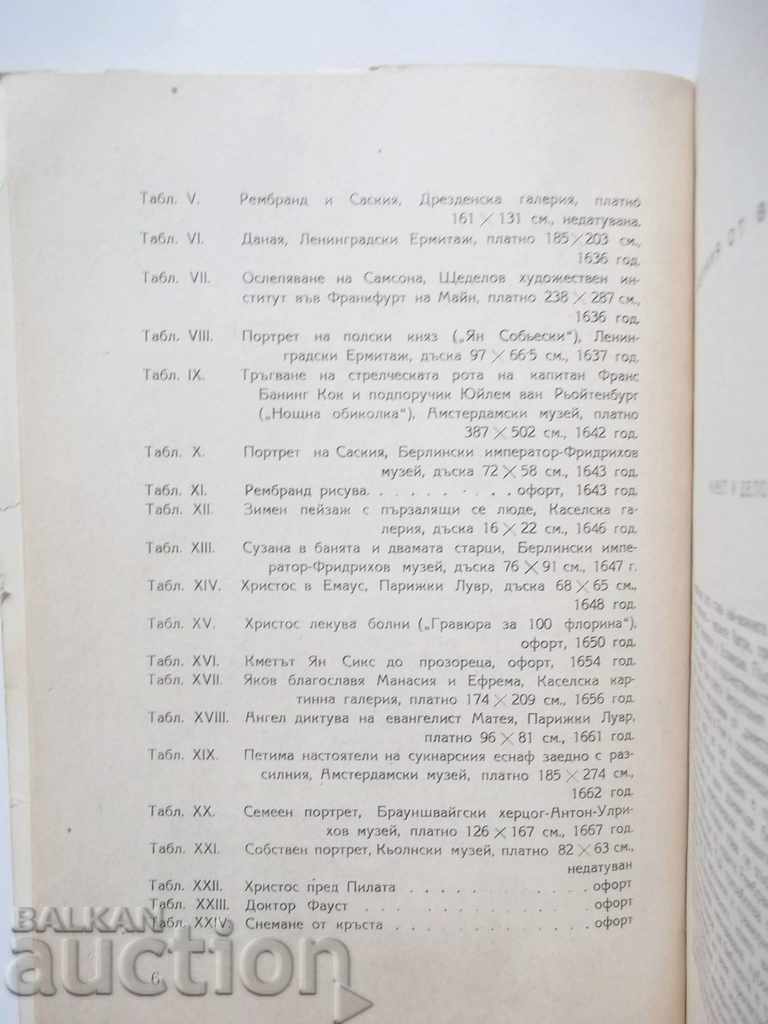 Табл. V. Рембранд и Саския, Дрезденска галерия, платно
161 × 131 см., недатувана.
Табл. VI. Даная, Ленинградски Ермитаж, платно 185×203 см.,
1636 год.
Табл. VII. Ослепяване на Самсона, Щеделов художествен ин-
ститут във Франифурт на Майн, платно 238 × 287 см.,
1636 год.
Табл. VIII. Портрет на полски княз („Ян Собьески“), Ленин-
градски Ермитаж, дъска 97 × 66·5 см., 1637 год.
Табл. IX. Тръгване на стрелческата рота на капитан Франс
Банинг Кок и подпоручик Юйлем ван Рьойтенбург
(„Нощна обиколка“), Амстердамски музей, платно
387 × 502 см., 1642 год.
Табл. X. Портрет на Саския, Берлински император-Фридрихов
музей, дъска 72 × 58 см., 1643 год.
Табл. XI. Рембранд рисува. . . . . . . . . . офорт, 1643 год.
Табл. XII. Зимен пейзаж с пързалящи се люде, Каселска га-
лерия, дъска 16 × 22 см., 1646 год.
Табл. XIII. Сузана в банята и двамата старци, Берлински импе-
ратор-Фридрихов музей, дъска 76 × 91 см., 1647 г.
Табл. XIV. Христос в Емаус, Парижки Лувр, дъска 68 × 65 см.,
1648 год.
Табл. XV. Христос лекува болни („Гравюра за 100 флорина“),
офорт, 1650 год.
Табл. XVI. Кметът Ян Сикс до прозореца, офорт, 1654 год.
Табл. XVII. Яков благославя Манасия и Ефрема, Каселска кар-
тинна галерия, платно 174 × 209 см., 1656 год.
Табл. XVIII. Ангел диктува на евангелист Матея, Парижки Лувр,
платно 96 × 81 см., 1661 год.
Табл. XIX. Петима настоятели на сукнарския еснаф заедно с раз-
силния, Амстердамски музей, платно 185 × 274 см.,
1662 год.
Табл. XX. Семеен портрет, Брауншвайгски херцог-Антон-Улри-
хов музей, платно 126 × 167 см., 1667 год.
Табл. XXI. Собствен портрет, Кьолнски музей, платно 82 × 63 см.,
недатуван
Табл. XXII. Христос пред Пилата . . . . . . . . . . офорт
Табл. XXIII. Доктор Фауст . . . . . . . . . . . . офорт
Табл. XXIV. Снемане от кръста . . . . . . . . . . офорт
6
BALKAN
auction